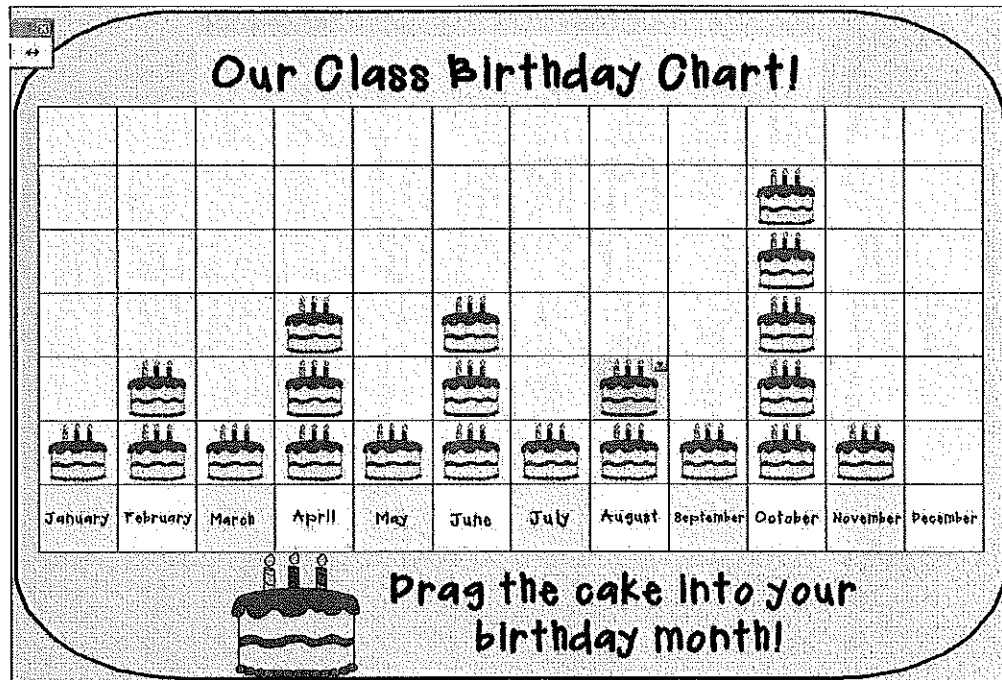 Our Class Birthday Chart!
January February March April May June July August September October November December
Drag the cake into your
birthday month!